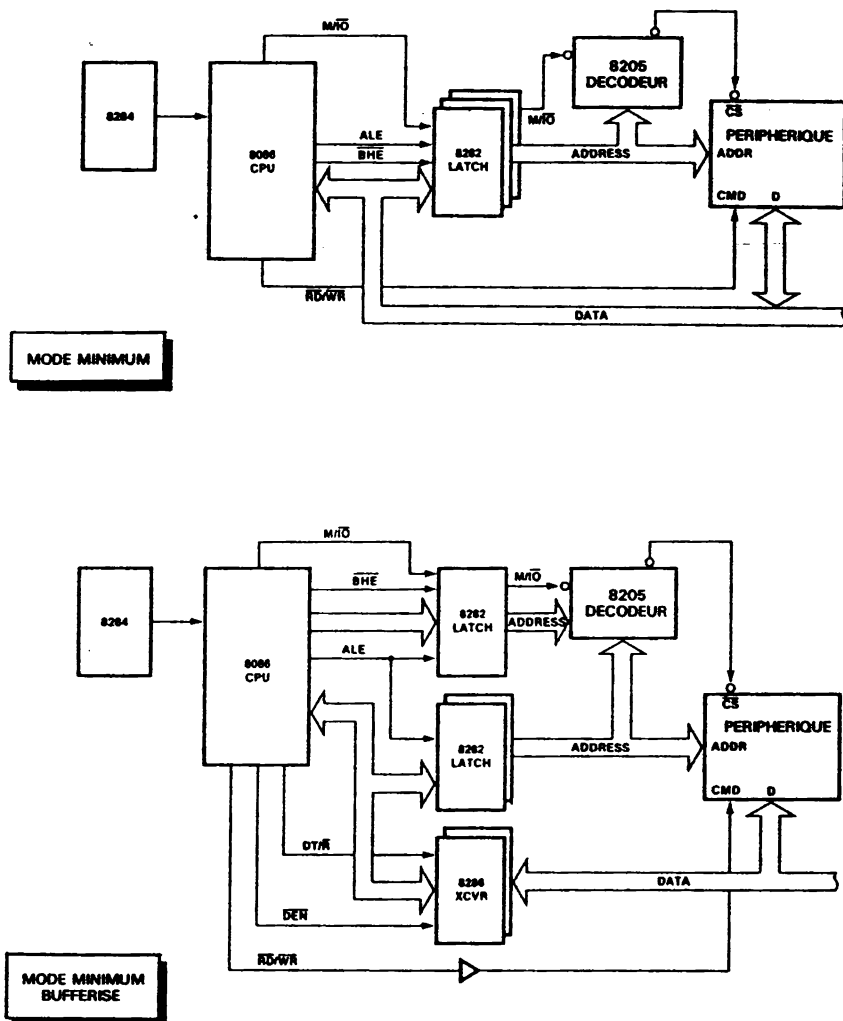 M/IO
8205
DECODEUR
8284
M/IO
CS
PERIPHERIQUE
ALE
8086
CPU
BHE
8282
LATCH
ADDRESS
ADDR
CMD D
RD/WR
DATA
MODE MINIMUM
M/IO
BHE
M/IO
8205
DECODEUR
8284
8282
LATCH
ADDRESS
ALE
8086
CPU
CS
PERIPHERIQUE
8282
LATCH
ADDRESS
ADDR
CMD D
DT/R
8286
XCVR
DATA
DEN
RD/WR
MODE MINIMUM
BUFFERISE